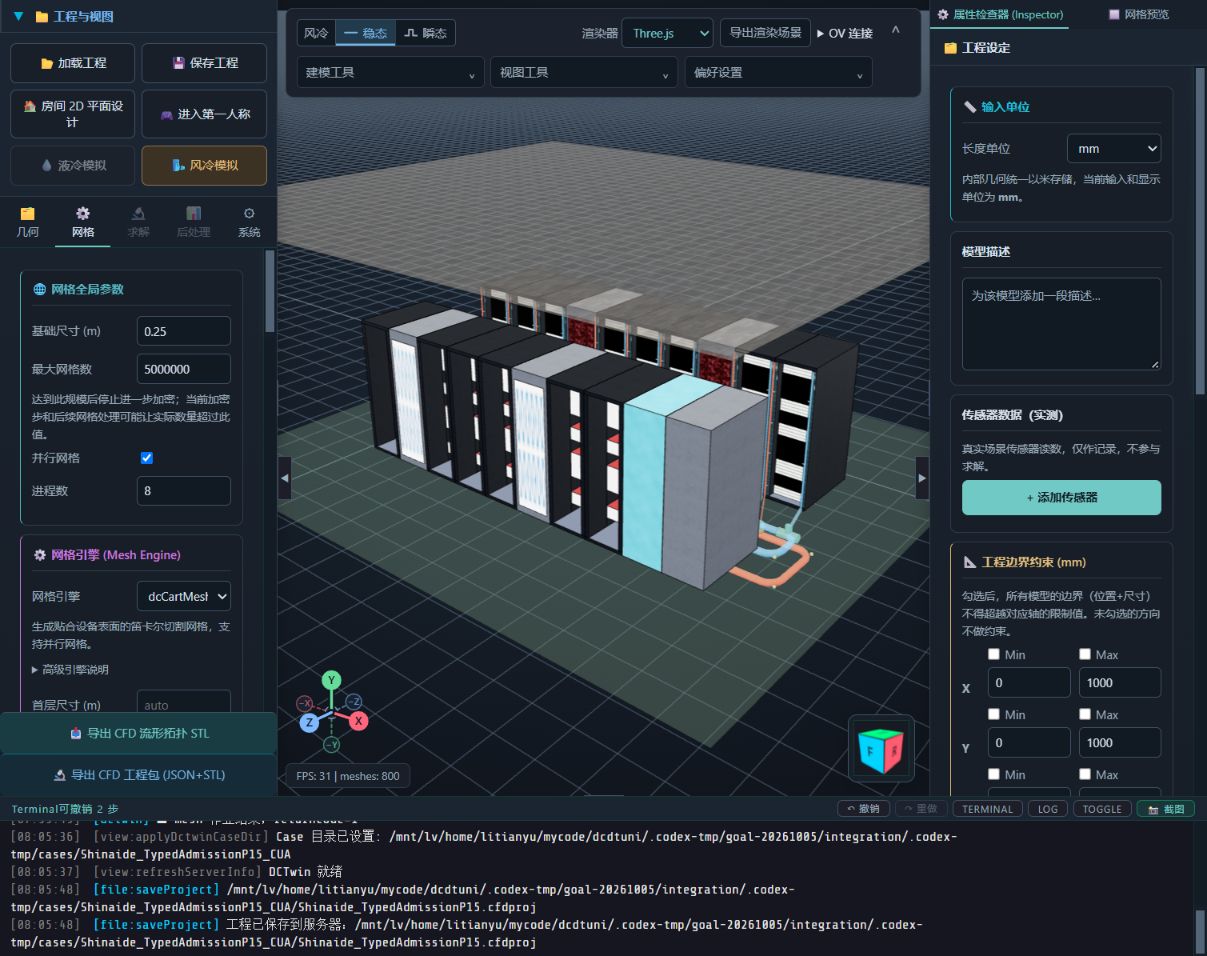 ▼ 📁 工程与视图
加载工程
保存工程
房间 2D 平面设计
进入第一人称
液冷模拟
风冷模拟
几何
网格
求解
后处理
系统
网格全局参数
基础尺寸 (m)
0.25
最大网格数
5000000
达到此规模后停止进一步加密；当前加密
步和后续网格处理可能让实际数量超过此
值。
并行网格
进程数
8
网格引擎 (Mesh Engine)
网格引擎
dcCartMesh
生成贴合设备表面的笛卡尔切割网格，支
持并行网格。
▶ 高级引擎说明
首层尺寸 (m)
auto
导出 CFD 流形拓扑 STL
导出 CFD 工程包 (JSON+STL)
风冷
稳态
瞬态
渲染器
Three.js
导出渲染场景
▶ OV 连接
建模工具
视图工具
偏好设置
Y
-X
-Z
Z
X
-Y
F
R
FPS: 31 | meshes: 800
属性检查器 (Inspector)
网格预览
工程设定
输入单位
长度单位
mm
内部几何统一以米存储，当前输入和显示
单位为 mm。
模型描述
为该模型添加一段描述...
传感器数据（实测）
真实场景传感器读数，仅作记录，不参与
求解。
+ 添加传感器
工程边界约束 (mm)
勾选后，所有模型的边界（位置+尺寸）
不得超越对应轴的限制值。未勾选的方向
不做约束。
Min
Max
X
0
1000
Min
Max
Y
0
1000
Min
Max
Terminal可撤销 2 步
撤销
重做
TERMINAL
LOG
TOGGLE
截图
[08:05:36] [view:applyDctwinCaseDir] Case 目录已设置: /mnt/lv/home/litianyu/mycode/dcdtuni/.codex-tmp/goal-20261005/integration/.codex-
tmp/cases/Shinaide_TypedAdmissionP15_CUA
[08:05:37] [view:refreshServerInfo] DCTwin 就绪
[08:05:48] [file:saveProject] /mnt/lv/home/litianyu/mycode/dcdtuni/.codex-tmp/goal-20261005/integration/.codex-
tmp/cases/Shinaide_TypedAdmissionP15_CUA/Shinaide_TypedAdmissionP15.cfdproj
[08:05:48] [file:saveProject] 工程已保存到服务器：/mnt/lv/home/litianyu/mycode/dcdtuni/.codex-tmp/goal-20261005/integration/.codex-
tmp/cases/Shinaide_TypedAdmissionP15_CUA/Shinaide_TypedAdmissionP15.cfdproj